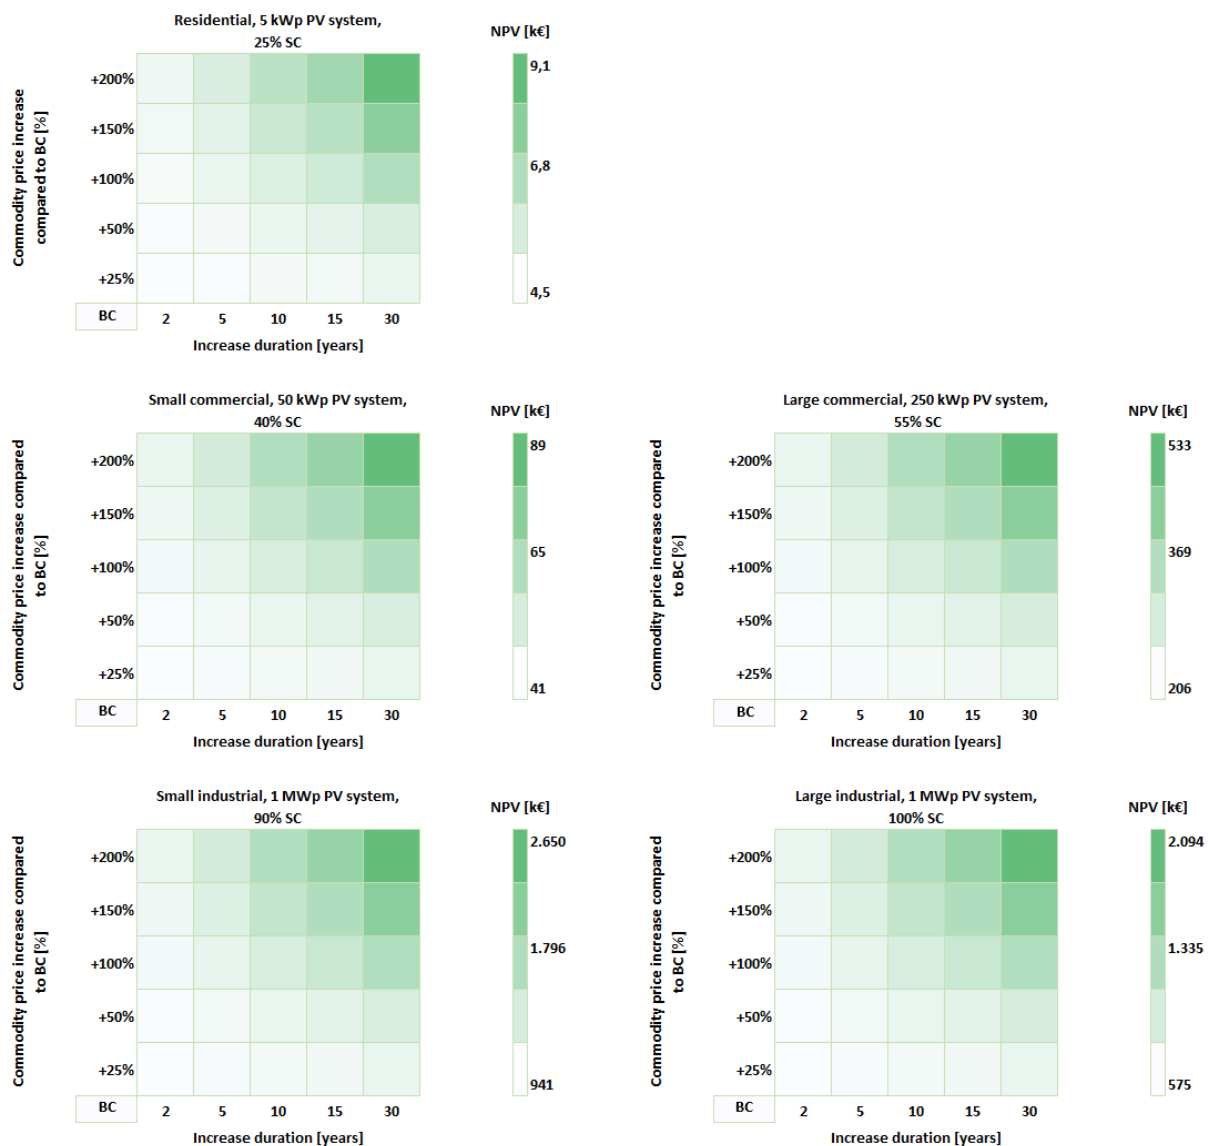 Residential, 5 kWp PV system,
25% SC
NPV [k€]
Commodity price increase
compared to BC [%]
+200%
+150%
+100%
+50%
+25%
9,1
6,8
4,5
BC
2
5
10
15
30
Increase duration [years]
Small commercial, 50 kWp PV system,
40% SC
NPV [k€]
Commodity price increase compared
to BC [%]
+200%
+150%
+100%
+50%
+25%
89
65
41
BC
2
5
10
15
30
Increase duration [years]
Large commercial, 250 kWp PV system,
55% SC
NPV [k€]
Commodity price increase compared
to BC [%]
+200%
+150%
+100%
+50%
+25%
533
369
206
BC
2
5
10
15
30
Increase duration [years]
Small industrial, 1 MWp PV system,
90% SC
NPV [k€]
Commodity price increase compared
to BC [%]
+200%
+150%
+100%
+50%
+25%
2.650
1.796
941
BC
2
5
10
15
30
Increase duration [years]
Large industrial, 1 MWp PV system,
100% SC
NPV [k€]
Commodity price increase compared
to BC [%]
+200%
+150%
+100%
+50%
+25%
2.094
1.335
575
BC
2
5
10
15
30
Increase duration [years]